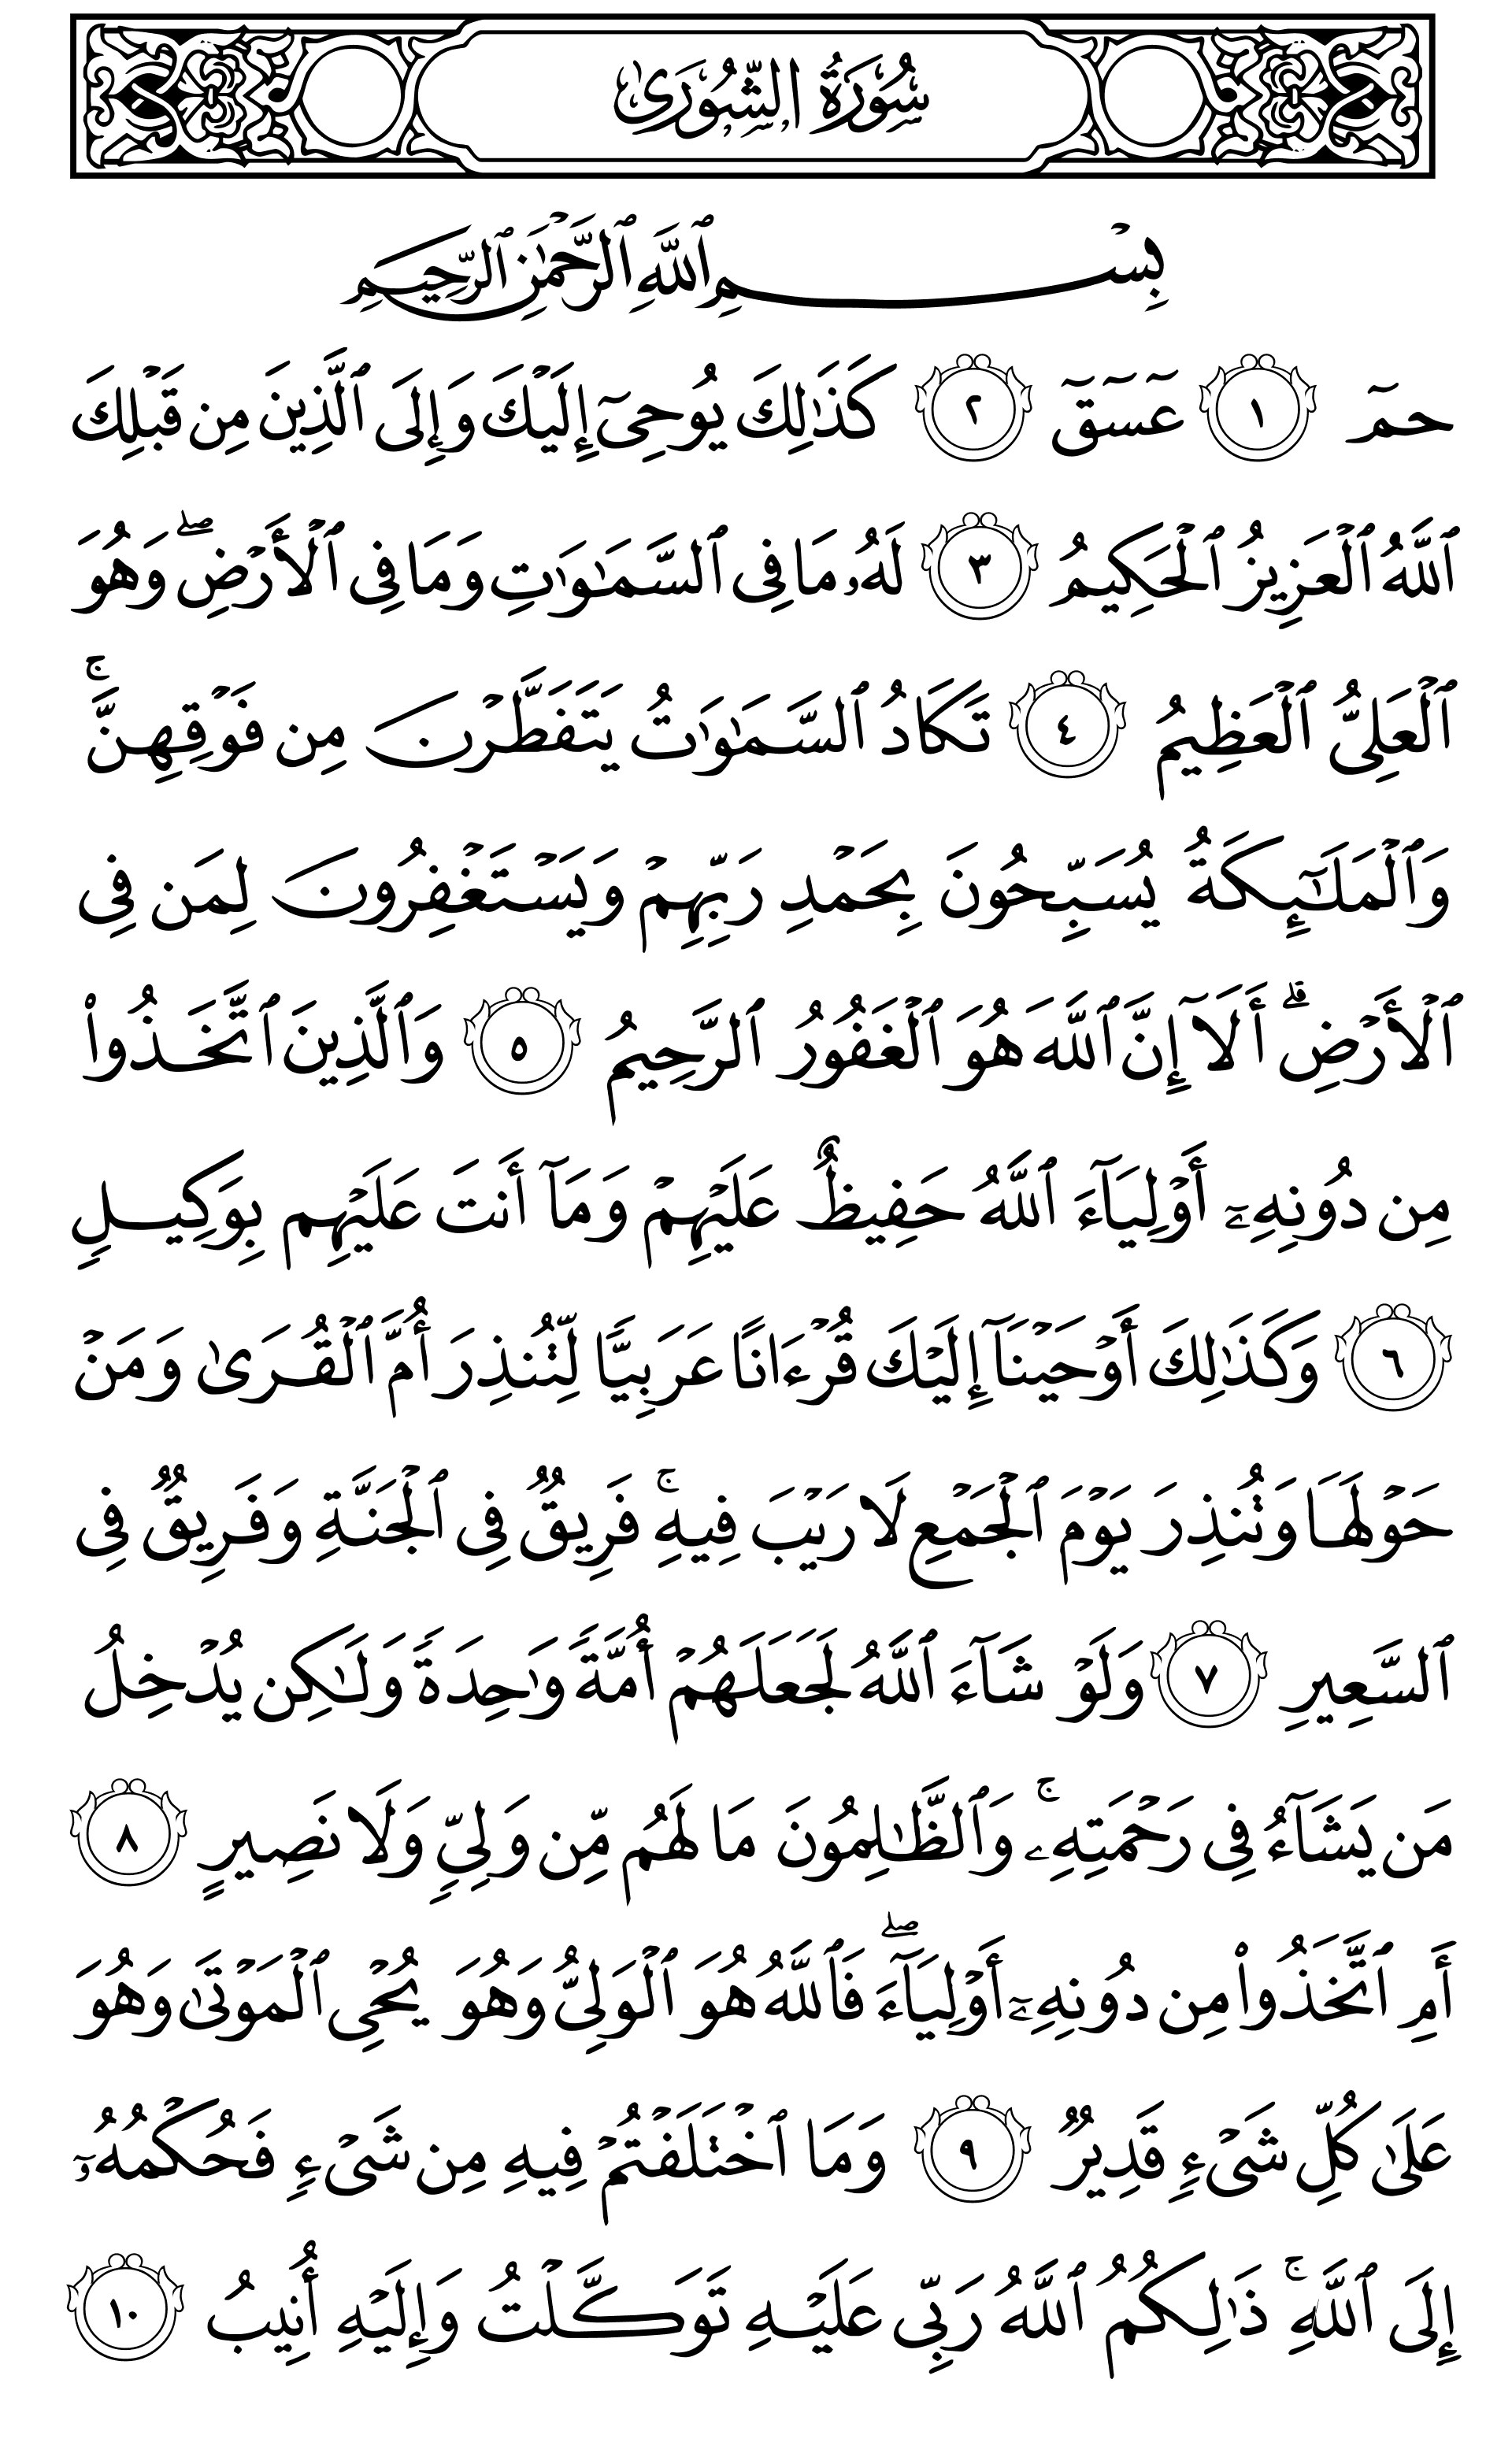 سُورَةُ الشُّورَىٰ
بِسۡمِ ٱللَّهِ ٱلرَّحۡمَٰنِ ٱلرَّحِيمِ
حمٓ ١ عٓسٓقٓ ٢ كَذَٰلِكَ يُوحِيٓ إِلَيۡكَ وَإِلَى ٱلَّذِينَ مِن قَبۡلِكَ
ٱللَّهُ ٱلۡعَزِيزُ ٱلۡحَكِيمُ ٣ لَهُۥ مَا فِي ٱلسَّمَٰوَٰتِ وَمَا فِي ٱلۡأَرۡضِۖ وَهُوَ
ٱلۡعَلِيُّ ٱلۡعَظِيمُ ٤ تَكَادُ ٱلسَّمَٰوَٰتُ يَتَفَطَّرۡنَ مِن فَوۡقِهِنَّۚ
وَٱلۡمَلَٰٓئِكَةُ يُسَبِّحُونَ بِحَمۡدِ رَبِّهِمۡ وَيَسۡتَغۡفِرُونَ لِمَن فِي
ٱلۡأَرۡضِۗ أَلَآ إِنَّ ٱللَّهَ هُوَ ٱلۡغَفُورُ ٱلرَّحِيمُ ٥ وَٱلَّذِينَ ٱتَّخَذُواْ
مِن دُونِهِۦٓ أَوۡلِيَآءَ ٱللَّهُ حَفِيظٌ عَلَيۡهِمۡ وَمَآ أَنتَ عَلَيۡهِم بِوَكِيلٖ
٦ وَكَذَٰلِكَ أَوۡحَيۡنَآ إِلَيۡكَ قُرۡءَانًا عَرَبِيّٗا لِّتُنذِرَ أُمَّ ٱلۡقُرَىٰ وَمَنۡ
حَوۡلَهَا وَتُنذِرَ يَوۡمَ ٱلۡجَمۡعِ لَا رَيۡبَ فِيهِۚ فَرِيقٞ فِي ٱلۡجَنَّةِ وَفَرِيقٞ فِي
ٱلسَّعِيرِ ٧ وَلَوۡ شَآءَ ٱللَّهُ لَجَعَلَهُمۡ أُمَّةٗ وَٰحِدَةٗ وَلَٰكِن يُدۡخِلُ
مَن يَشَآءُ فِي رَحۡمَتِهِۦۚ وَٱلظَّٰلِمُونَ مَا لَهُم مِّن وَلِيّٖ وَلَا نَصِيرٍ ٨
أَمِ ٱتَّخَذُواْ مِن دُونِهِۦٓ أَوۡلِيَآءَۖ فَٱللَّهُ هُوَ ٱلۡوَلِيُّ وَهُوَ يُحۡيِ ٱلۡمَوۡتَىٰ وَهُوَ
عَلَىٰ كُلِّ شَيۡءٖ قَدِيرٞ ٩ وَمَا ٱخۡتَلَفۡتُمۡ فِيهِ مِن شَيۡءٖ فَحُكۡمُهُۥٓ
إِلَى ٱللَّهِۚ ذَٰلِكُمُ ٱللَّهُ رَبِّي عَلَيۡهِ تَوَكَّلۡتُ وَإِلَيۡهِ أُنِيبُ ١٠